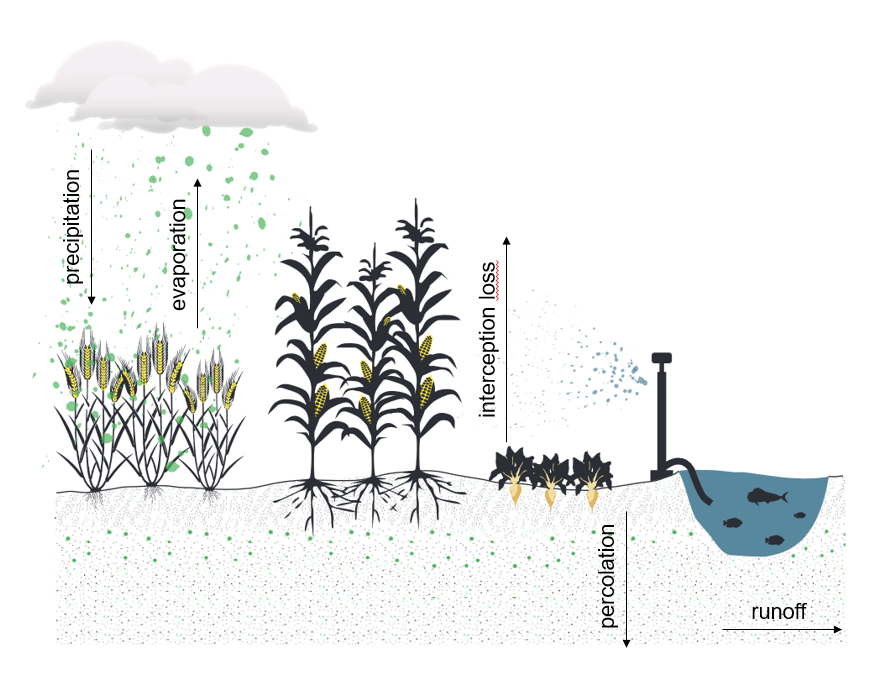 precipitation
evaporation
interception loss
percolation
runoff